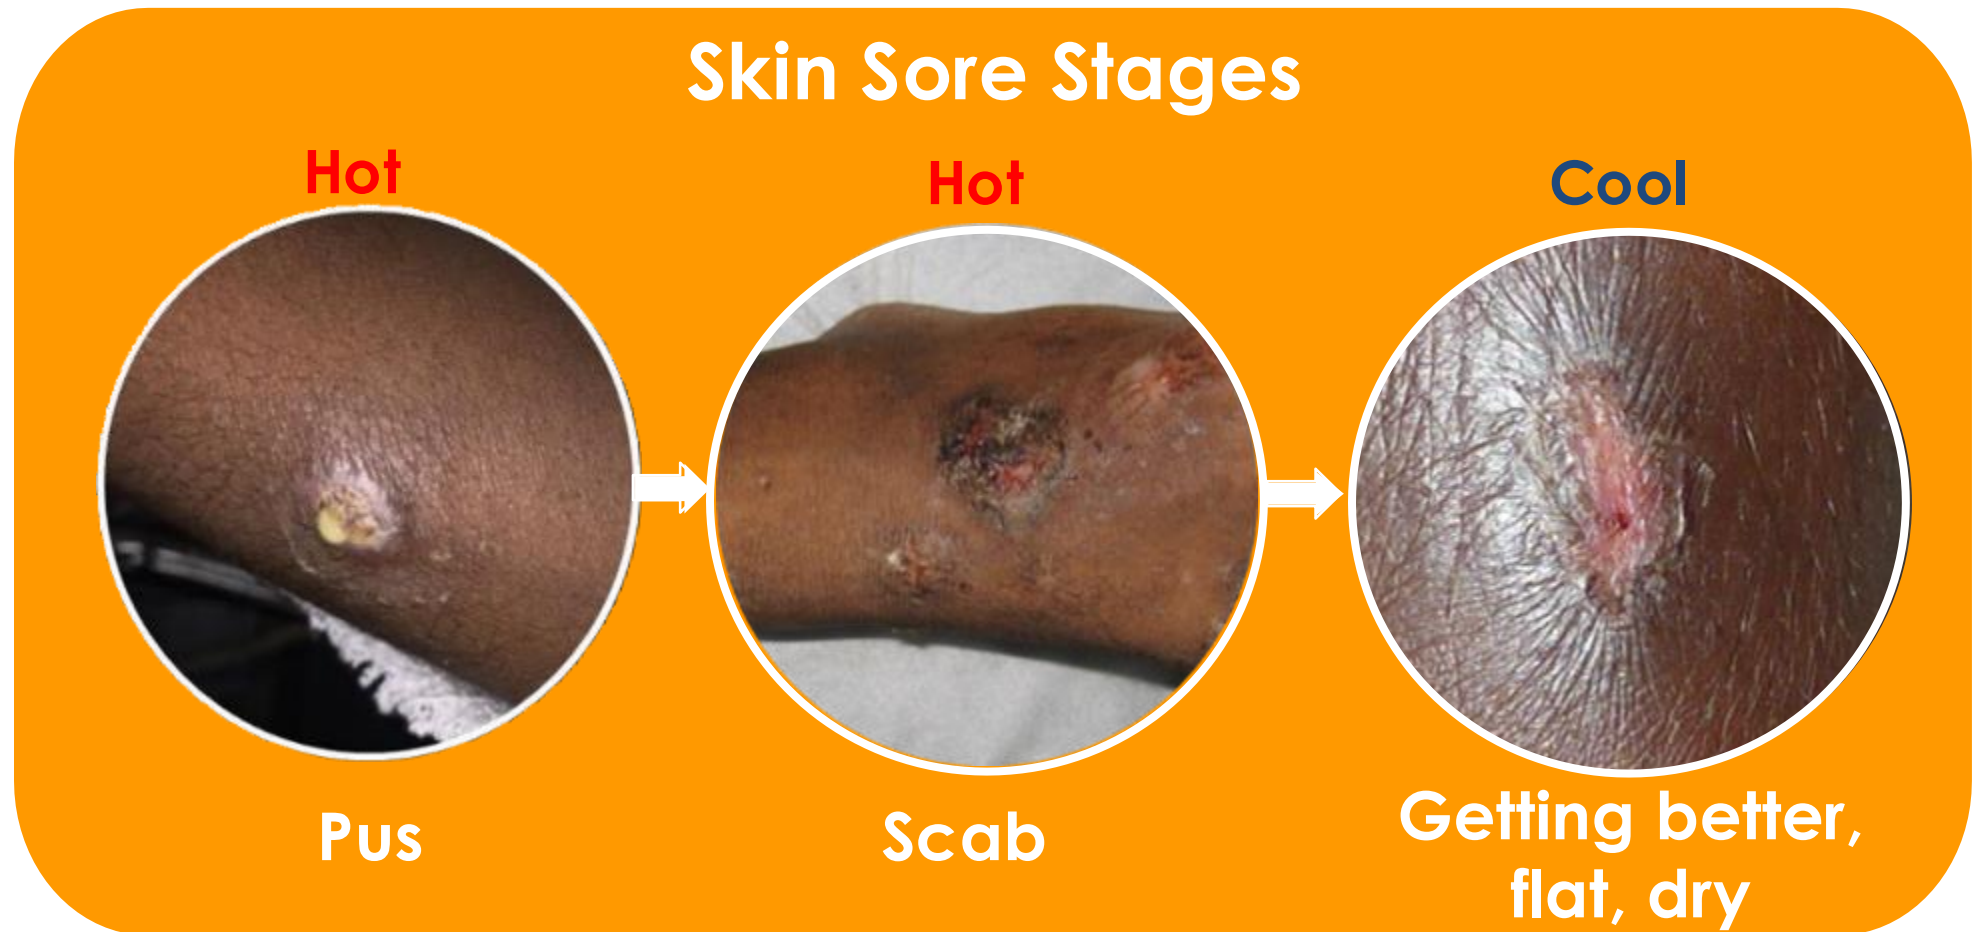 Skin Sore Stages
Hot
Hot
Cool
Pus
Scab
Getting better,
flat, dry